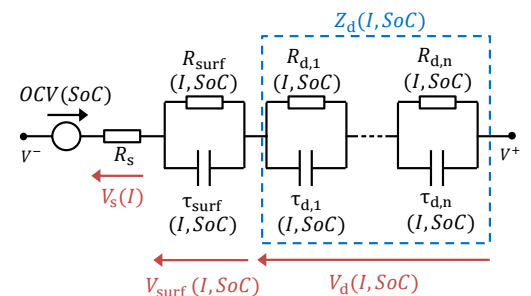 Z_d(I,SoC)
R_surf
(I,SoC)
R_d,1
(I,SoC)
R_d,n
(I,SoC)
OCV(SoC)
V⁻
R_s
V⁺
V_s(I)
τ_surf
(I,SoC)
τ_d,1
(I,SoC)
τ_d,n
(I,SoC)
V_surf(I,SoC)
V_d(I,SoC)